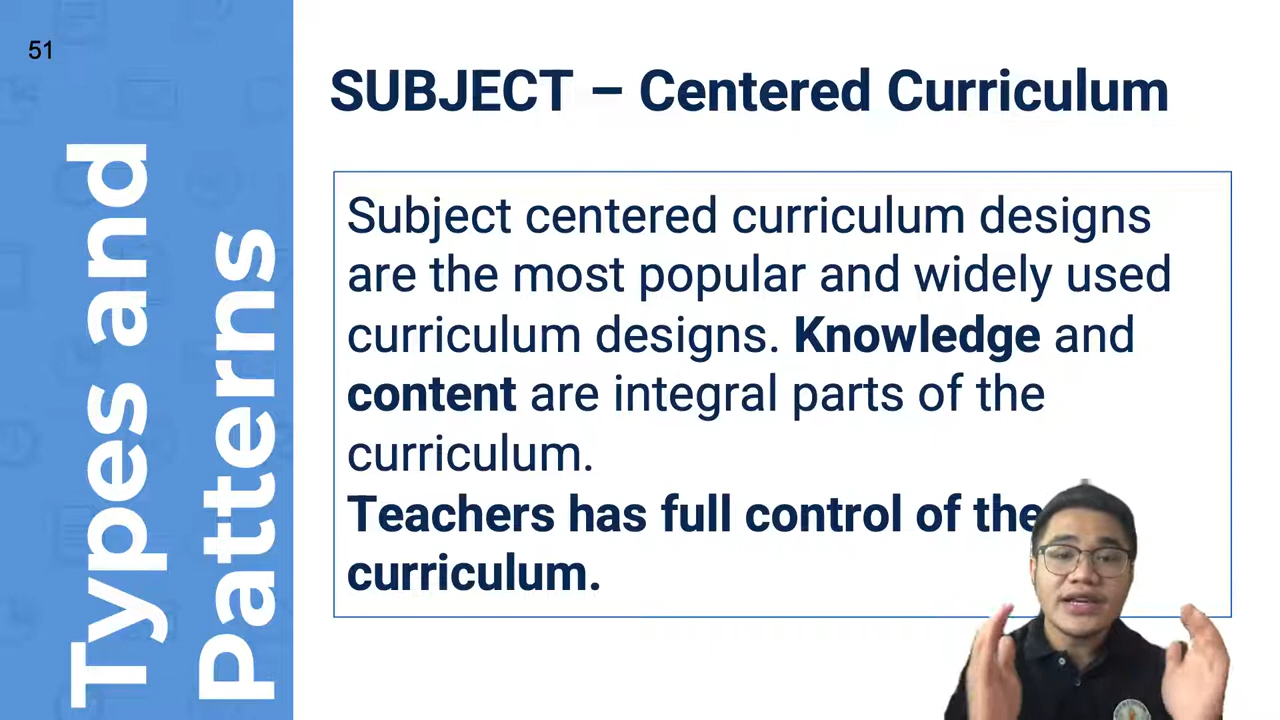 51
Types and
Patterns
SUBJECT – Centered Curriculum
Subject centered curriculum designs
are the most popular and widely used
curriculum designs. Knowledge and
content are integral parts of the
curriculum.
Teachers has full control of the
curriculum.